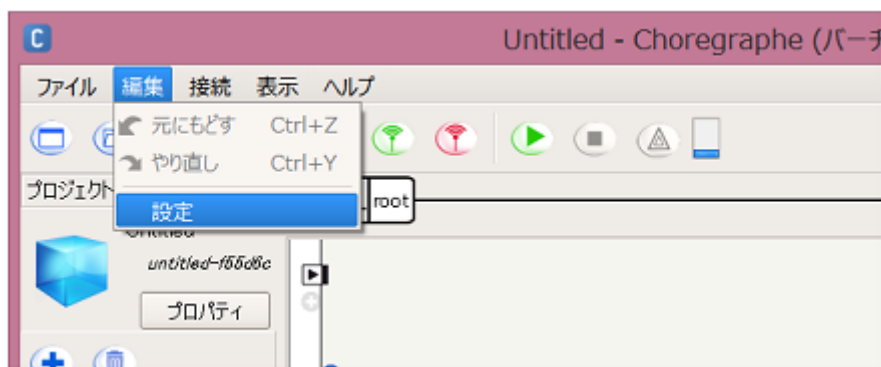 C Untitled - Choregraphe (バーチ
ファイル 編集 接続 表示 ヘルプ
元にもどす Ctrl+Z
やり直し Ctrl+Y
設定
プロジェクト
root
Untitled
untitled-f55d6c
プロパティ